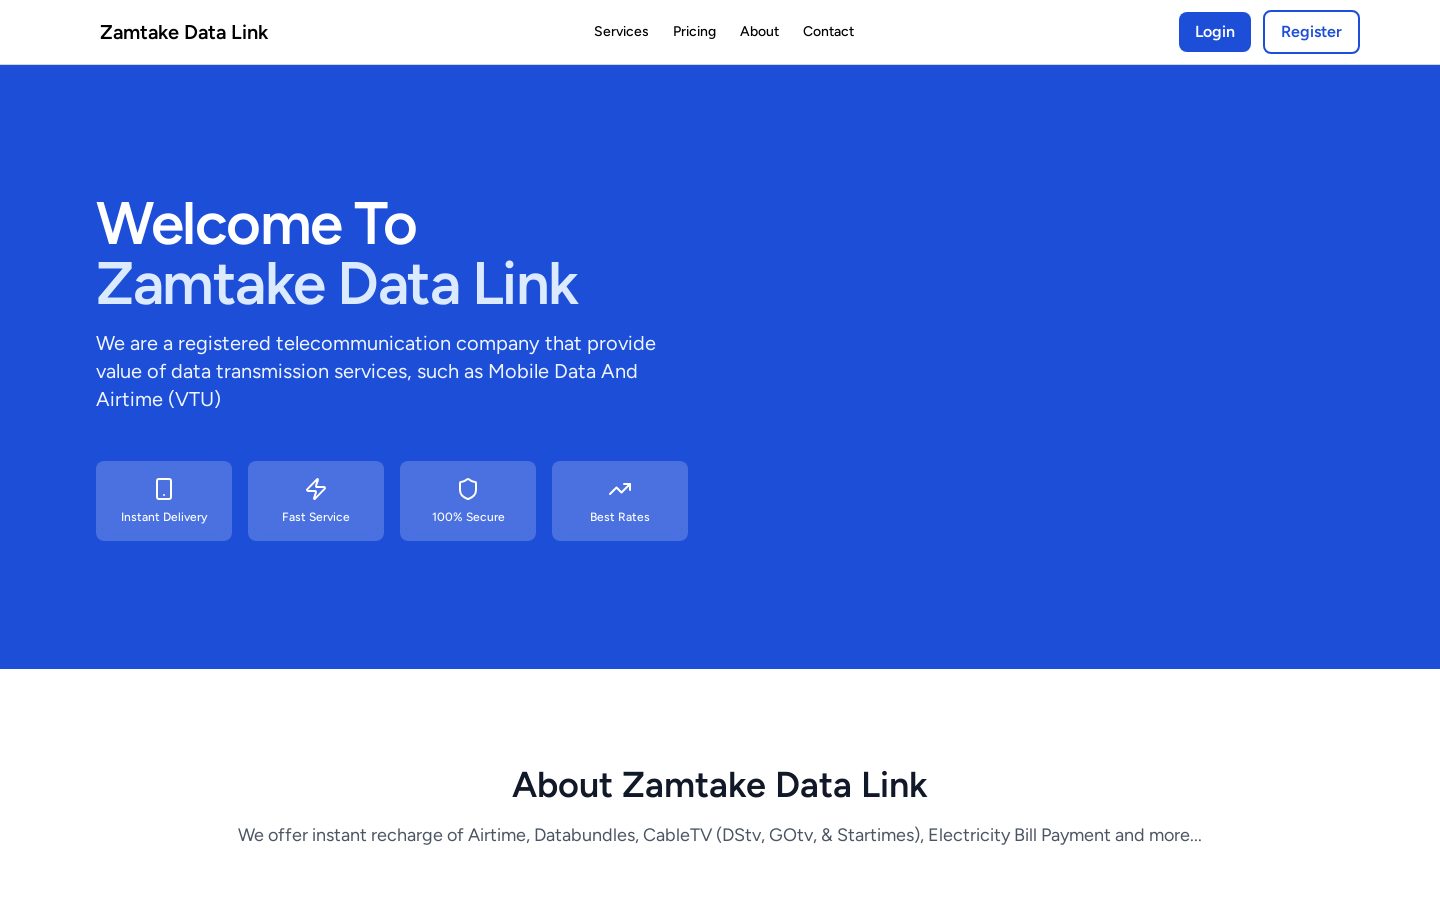 Zamtake Data Link
Services
Pricing
About
Contact
Login
Register
Welcome To
Zamtake Data Link
We are a registered telecommunication company that provide
value of data transmission services, such as Mobile Data And
Airtime (VTU)
Instant Delivery
Fast Service
100% Secure
Best Rates
About Zamtake Data Link
We offer instant recharge of Airtime, Databundles, CableTV (DStv, GOtv, & Startimes), Electricity Bill Payment and more...